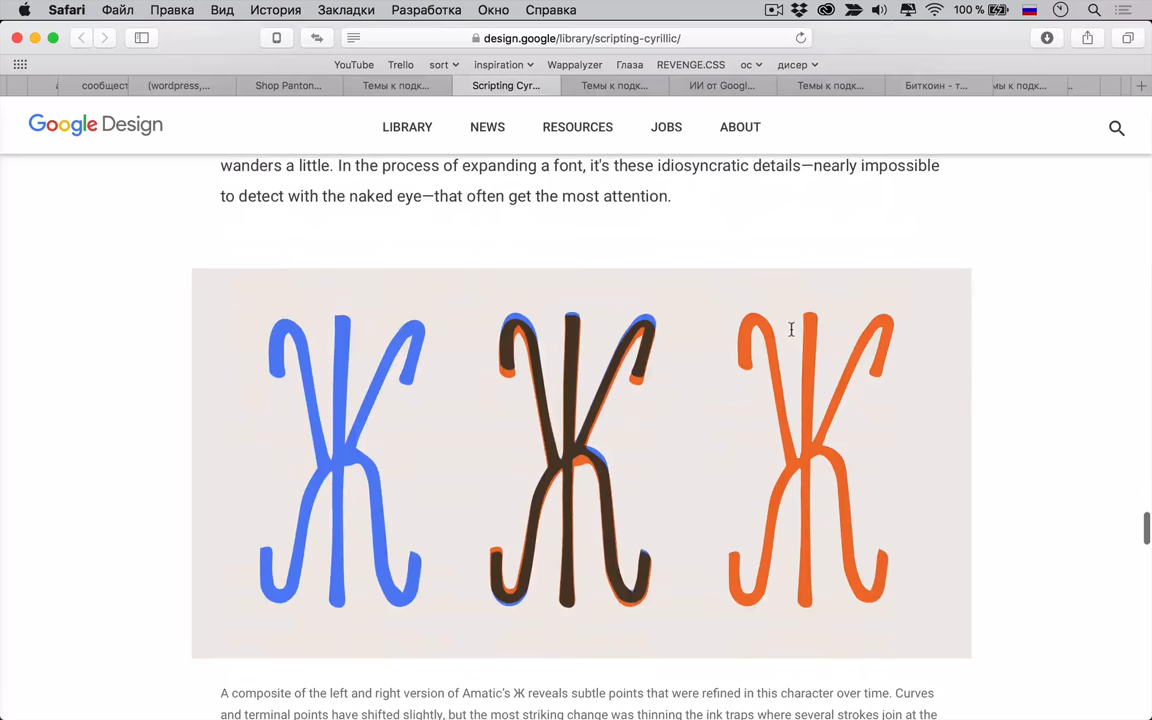 Safari Файл Правка Вид История Закладки Разработка Окно Справка 100 %
design.google/library/scripting-cyrillic/
YouTube Trello sort inspiration Wappalyzer Глаза REVENGE.CSS ос дисер
сообщест (wordpress,... Shop Panton... Темы к подк... Scripting Cyr... Темы к подк... ИИ от Googl... Темы к подк... Биткоин - т... мы к подк...
Google Design LIBRARY NEWS RESOURCES JOBS ABOUT
wanders a little. In the process of expanding a font, it's these idiosyncratic details—nearly impossible
to detect with the naked eye—that often get the most attention.
Ж Ж Ж
A composite of the left and right version of Amatic's Ж reveals subtle points that were refined in this character over time. Curves
and terminal points have shifted slightly, but the most striking change was thinning the ink traps where several strokes join at the